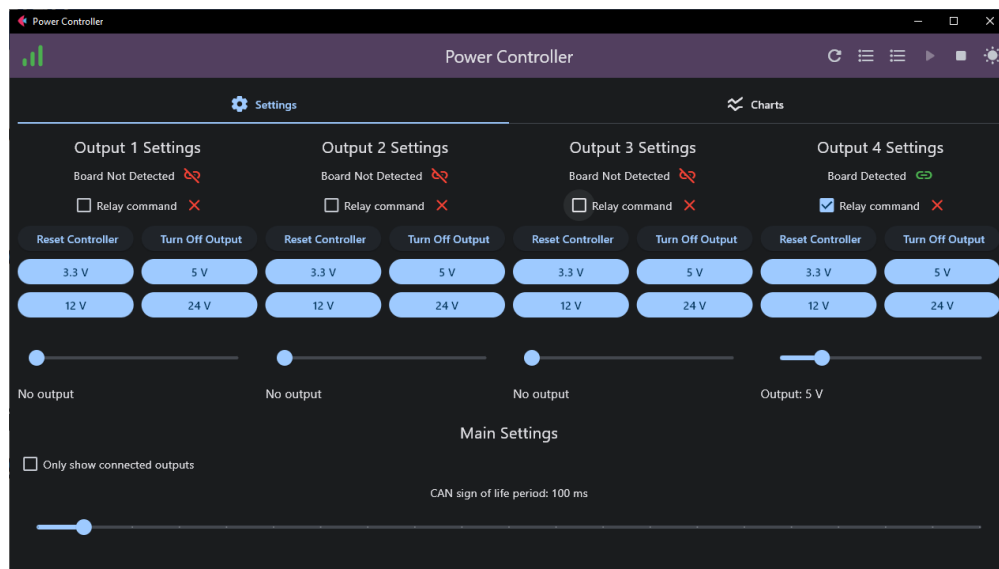 Power Controller
Power Controller
Settings
Charts
Output 1 Settings
Output 2 Settings
Output 3 Settings
Output 4 Settings
Board Not Detected
Board Not Detected
Board Not Detected
Board Detected
Relay command
Relay command
Relay command
Relay command
Reset Controller
Turn Off Output
Reset Controller
Turn Off Output
Reset Controller
Turn Off Output
Reset Controller
Turn Off Output
3.3 V
5 V
3.3 V
5 V
3.3 V
5 V
3.3 V
5 V
12 V
24 V
12 V
24 V
12 V
24 V
12 V
24 V
No output
No output
No output
Output: 5 V
Main Settings
Only show connected outputs
CAN sign of life period: 100 ms